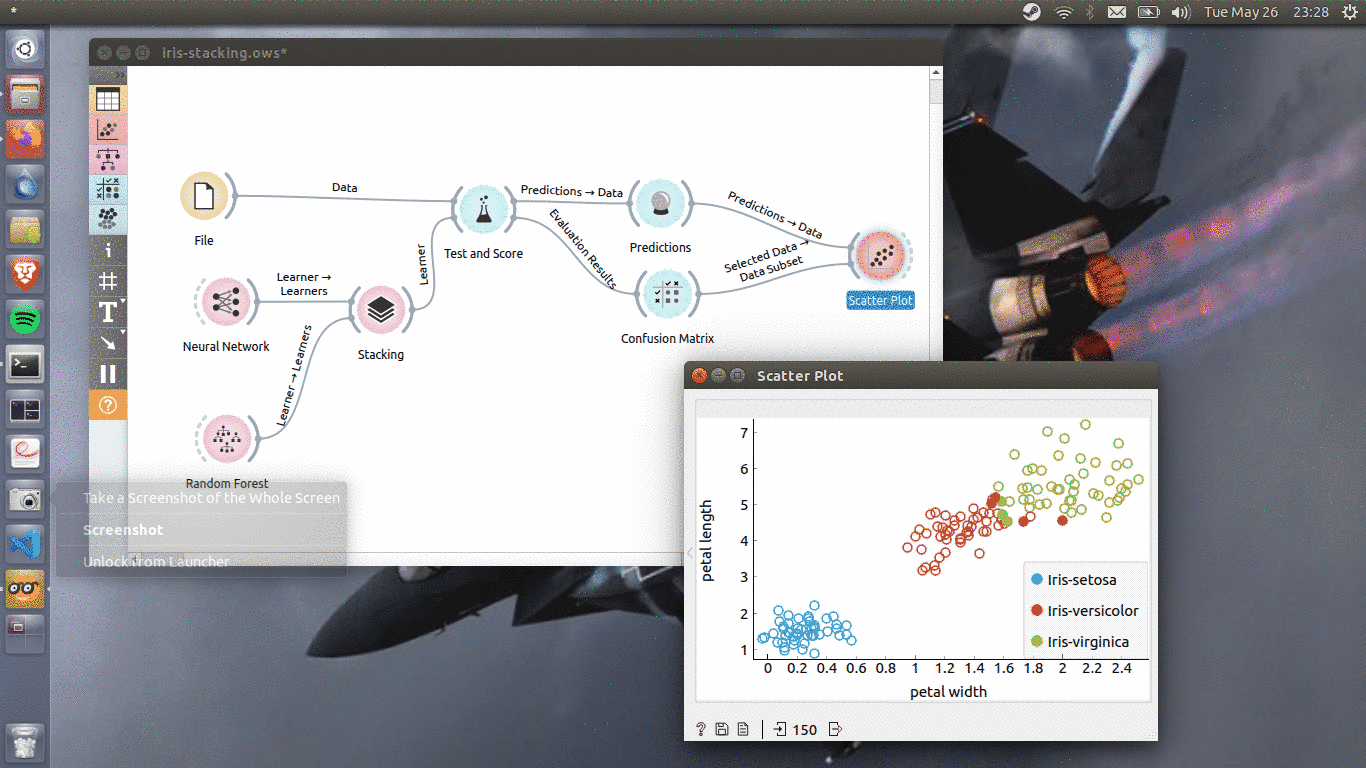 *
Tue May 26 23:28
iris-stacking.ows*
Data
Predictions → Data
Predictions → Data
Evaluation Results
Selected Data →
Data Subset
File
Test and Score
Predictions
Scatter Plot
Learner
Learner →
Learners
Neural Network
Stacking
Confusion Matrix
Learner → Learners
Random Forest
Take a Screenshot of the Whole Screen
Screenshot
Unlock from Launcher
Scatter Plot
7
6
5
4
3
2
1
petal length
Iris-setosa
Iris-versicolor
Iris-virginica
0 0.2 0.4 0.6 0.8 1 1.2 1.4 1.6 1.8 2 2.2 2.4
petal width
? 150